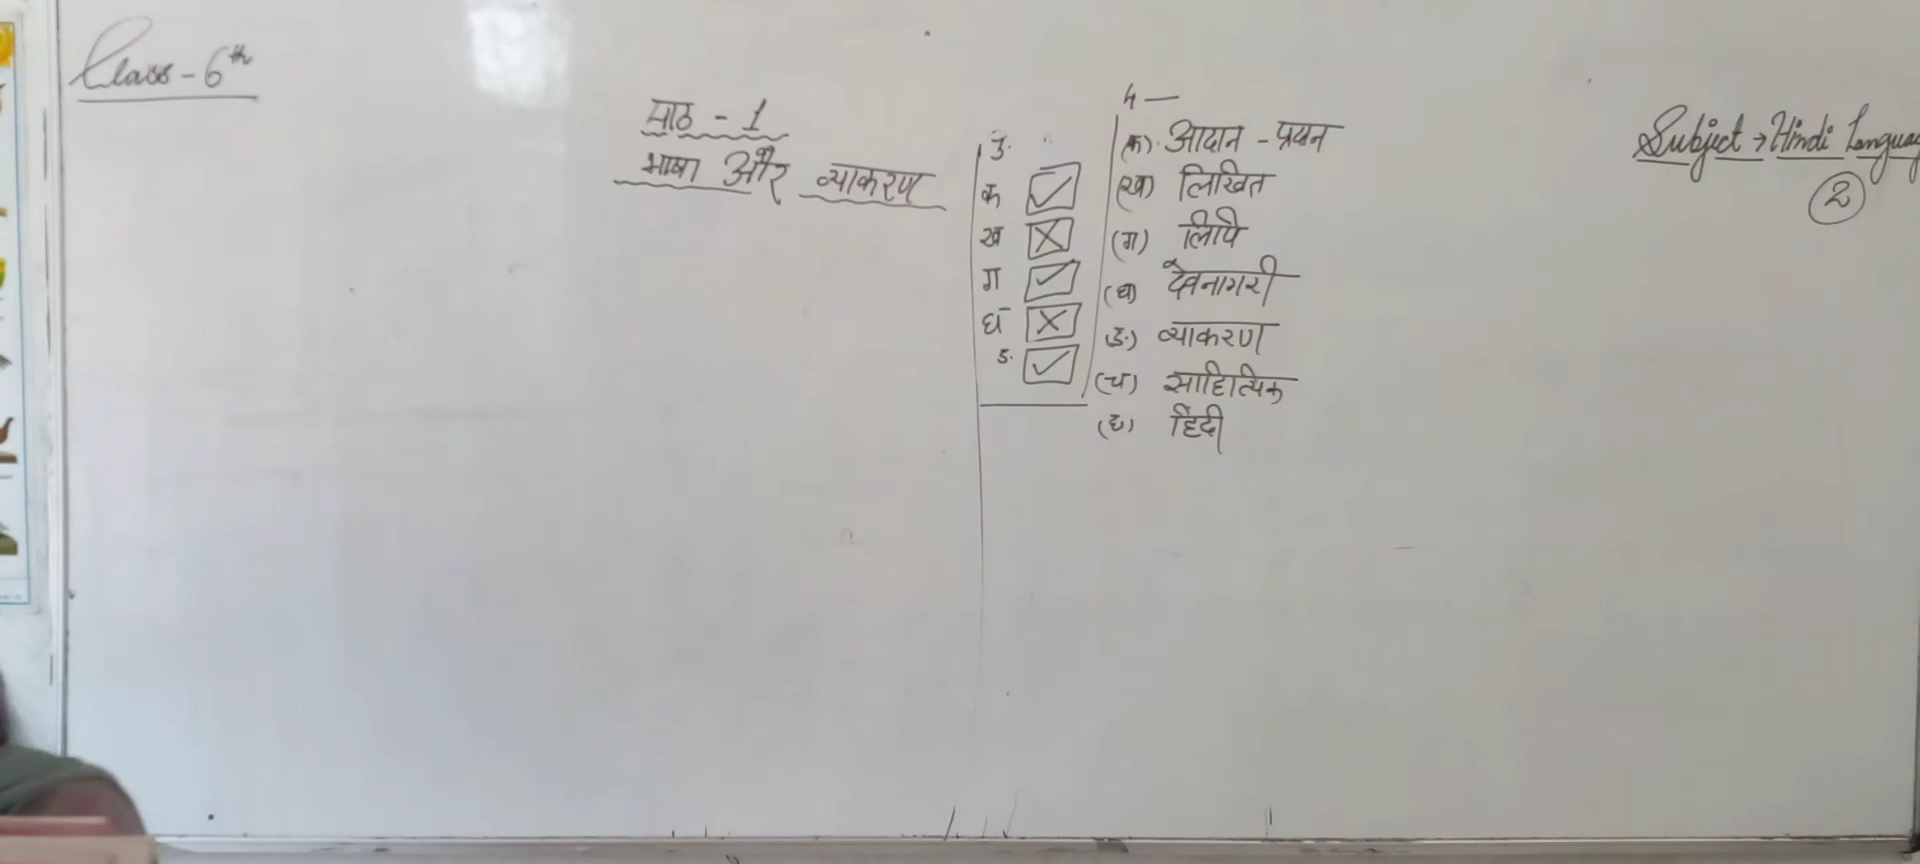 Class - 6th
Subject → Hindi Language
2
पाठ - 1
भाषा और व्याकरण
3.
क ✓
ख ✗
ग ✓
घ ✗
ङ ✓
4 —
(क) आदान - प्रदान
(ख) लिखित
(ग) लिपि
(घ) देवनागरी
(ङ) व्याकरण
(च) साहित्यिक
(छ) हिंदी